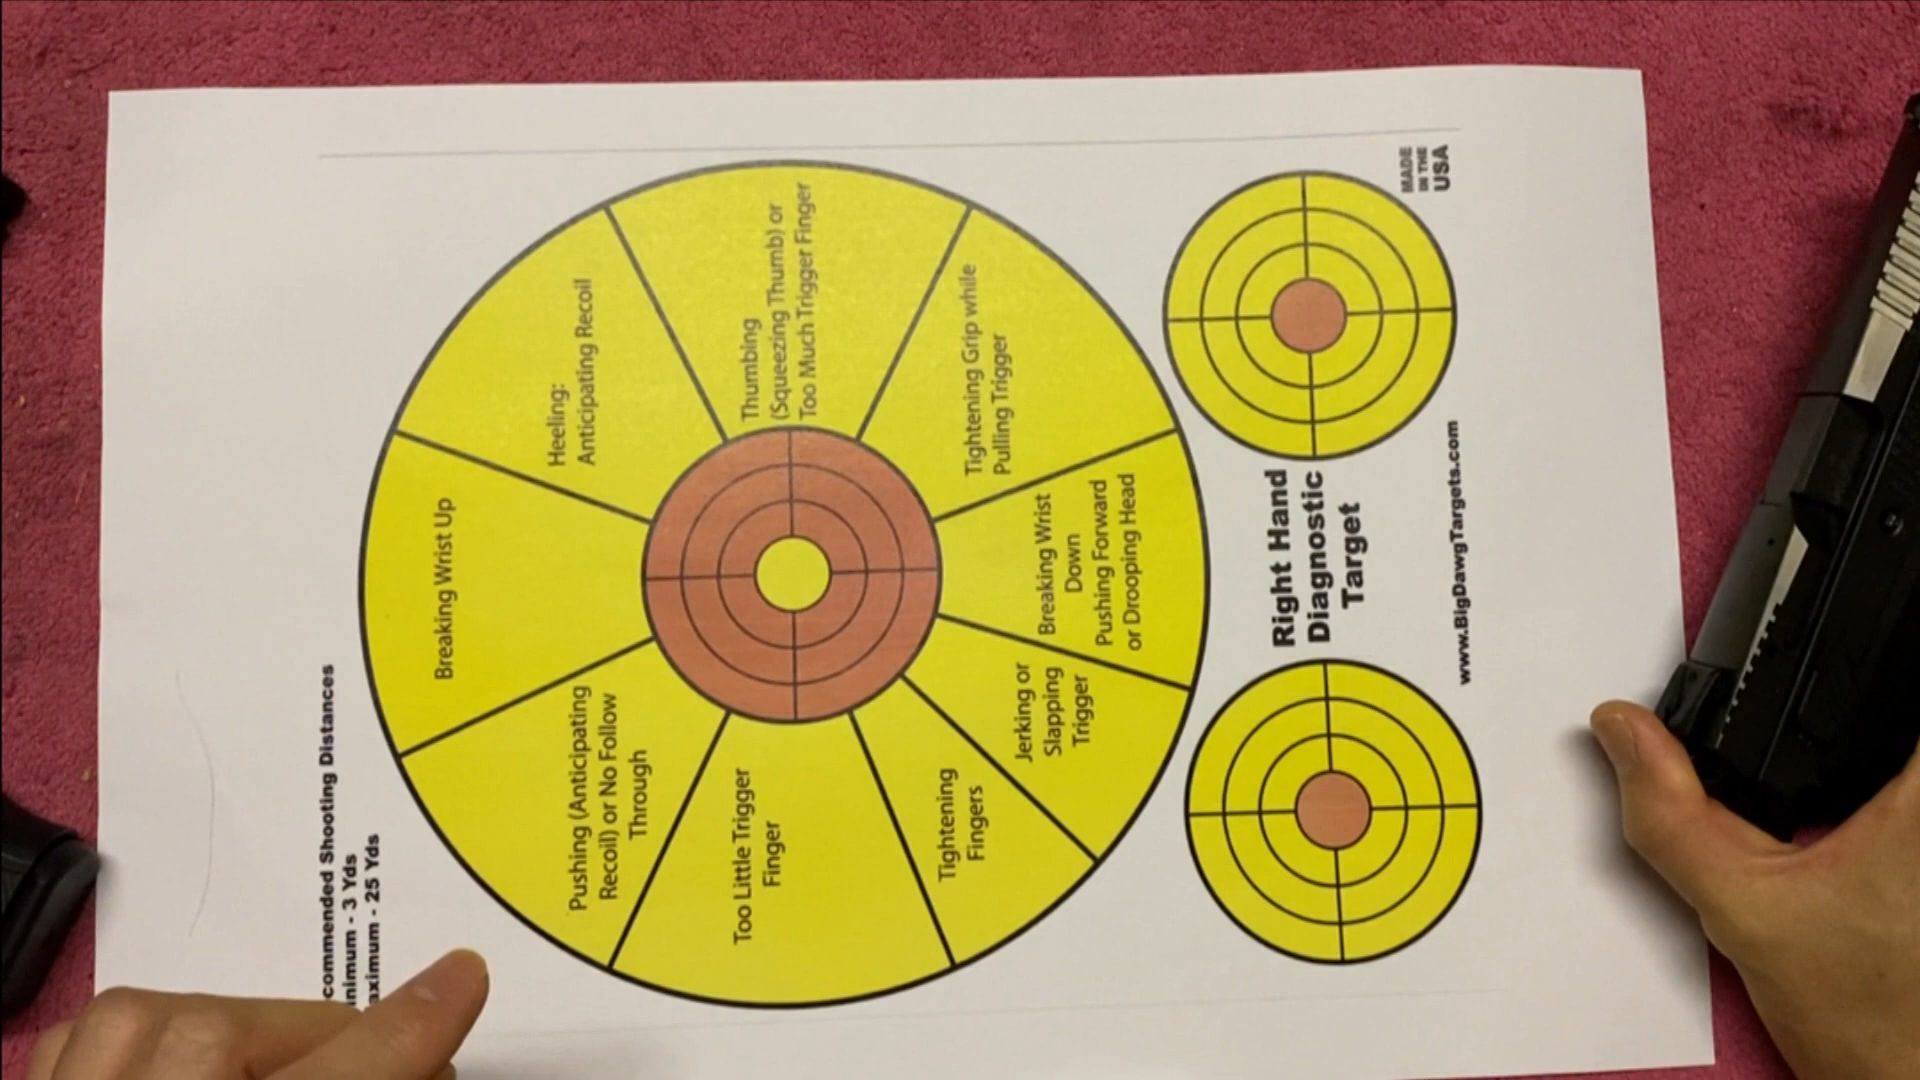 commended Shooting Distances
nimum - 3 Yds
aximum - 25 Yds
Breaking Wrist Up
Pushing (Anticipating
Recoil) or No Follow
Through
Heeling:
Anticipating Recoil
Too Little Trigger
Finger
Thumbing
(Squeezing Thumb) or
Too Much Trigger Finger
Tightening
Fingers
Tightening Grip while
Pulling Trigger
Jerking or
Slapping
Trigger
Breaking Wrist
Down
Pushing Forward
or Drooping Head
Right Hand
Diagnostic
Target
MADE
IN THE
USA
www.BigDawgTargets.com